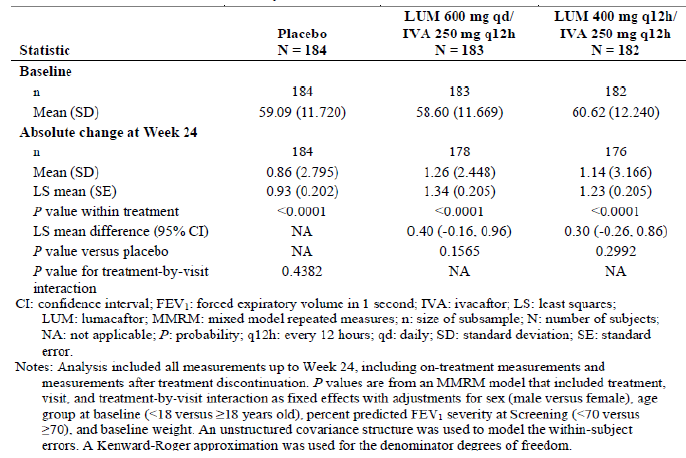 LUM 600 mg qd/ LUM 400 mg q12h/
Placebo IVA 250 mg q12h IVA 250 mg q12h
Statistic N = 184 N = 183 N = 182
Baseline
n 184 183 182
Mean (SD) 59.09 (11.720) 58.60 (11.669) 60.62 (12.240)
Absolute change at Week 24
n 184 178 176
Mean (SD) 0.86 (2.795) 1.26 (2.448) 1.14 (3.166)
LS mean (SE) 0.93 (0.202) 1.34 (0.205) 1.23 (0.205)
P value within treatment <0.0001 <0.0001 <0.0001
LS mean difference (95% CI) NA 0.40 (-0.16, 0.96) 0.30 (-0.26, 0.86)
P value versus placebo NA 0.1565 0.2992
P value for treatment-by-visit 0.4382 NA NA
interaction
CI: confidence interval; FEV₁: forced expiratory volume in 1 second; IVA: ivacaftor; LS: least squares;
LUM: lumacaftor; MMRM: mixed model repeated measures; n: size of subsample; N: number of subjects;
NA: not applicable; P: probability; q12h: every 12 hours; qd: daily; SD: standard deviation; SE: standard
error.
Notes: Analysis included all measurements up to Week 24, including on-treatment measurements and
measurements after treatment discontinuation. P values are from an MMRM model that included treatment,
visit, and treatment-by-visit interaction as fixed effects with adjustments for sex (male versus female), age
group at baseline (<18 versus ≥18 years old), percent predicted FEV₁ severity at Screening (<70 versus
≥70), and baseline weight. An unstructured covariance structure was used to model the within-subject
errors. A Kenward-Roger approximation was used for the denominator degrees of freedom.